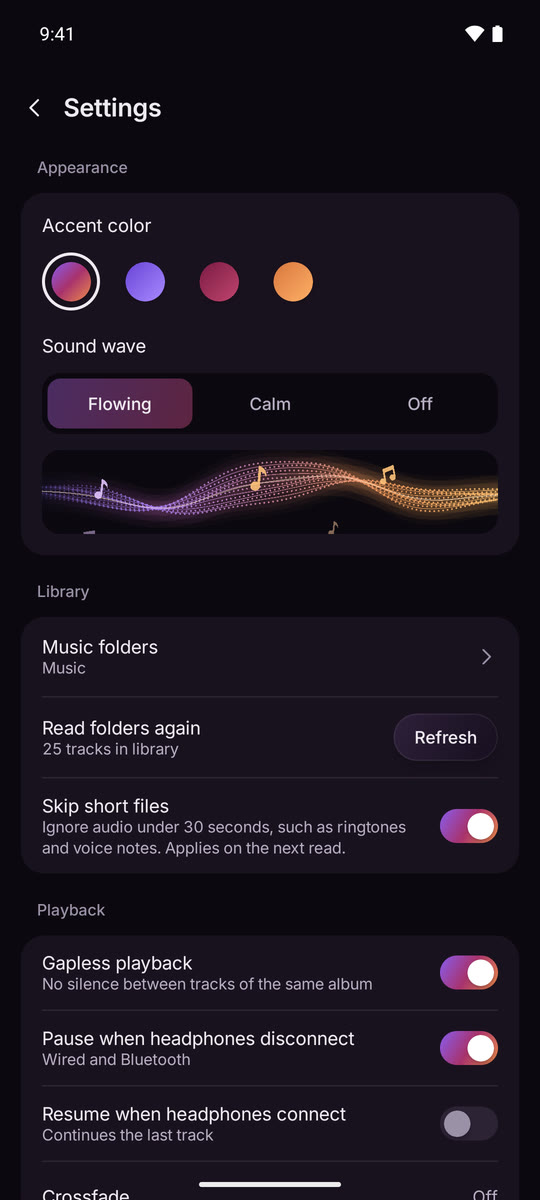 9:41
Settings
Appearance
Accent color
Sound wave
Flowing
Calm
Off
Library
Music folders
Music
Read folders again
25 tracks in library
Refresh
Skip short files
Ignore audio under 30 seconds, such as ringtones
and voice notes. Applies on the next read.
Playback
Gapless playback
No silence between tracks of the same album
Pause when headphones disconnect
Wired and Bluetooth
Resume when headphones connect
Continues the last track
Crossfade
Off